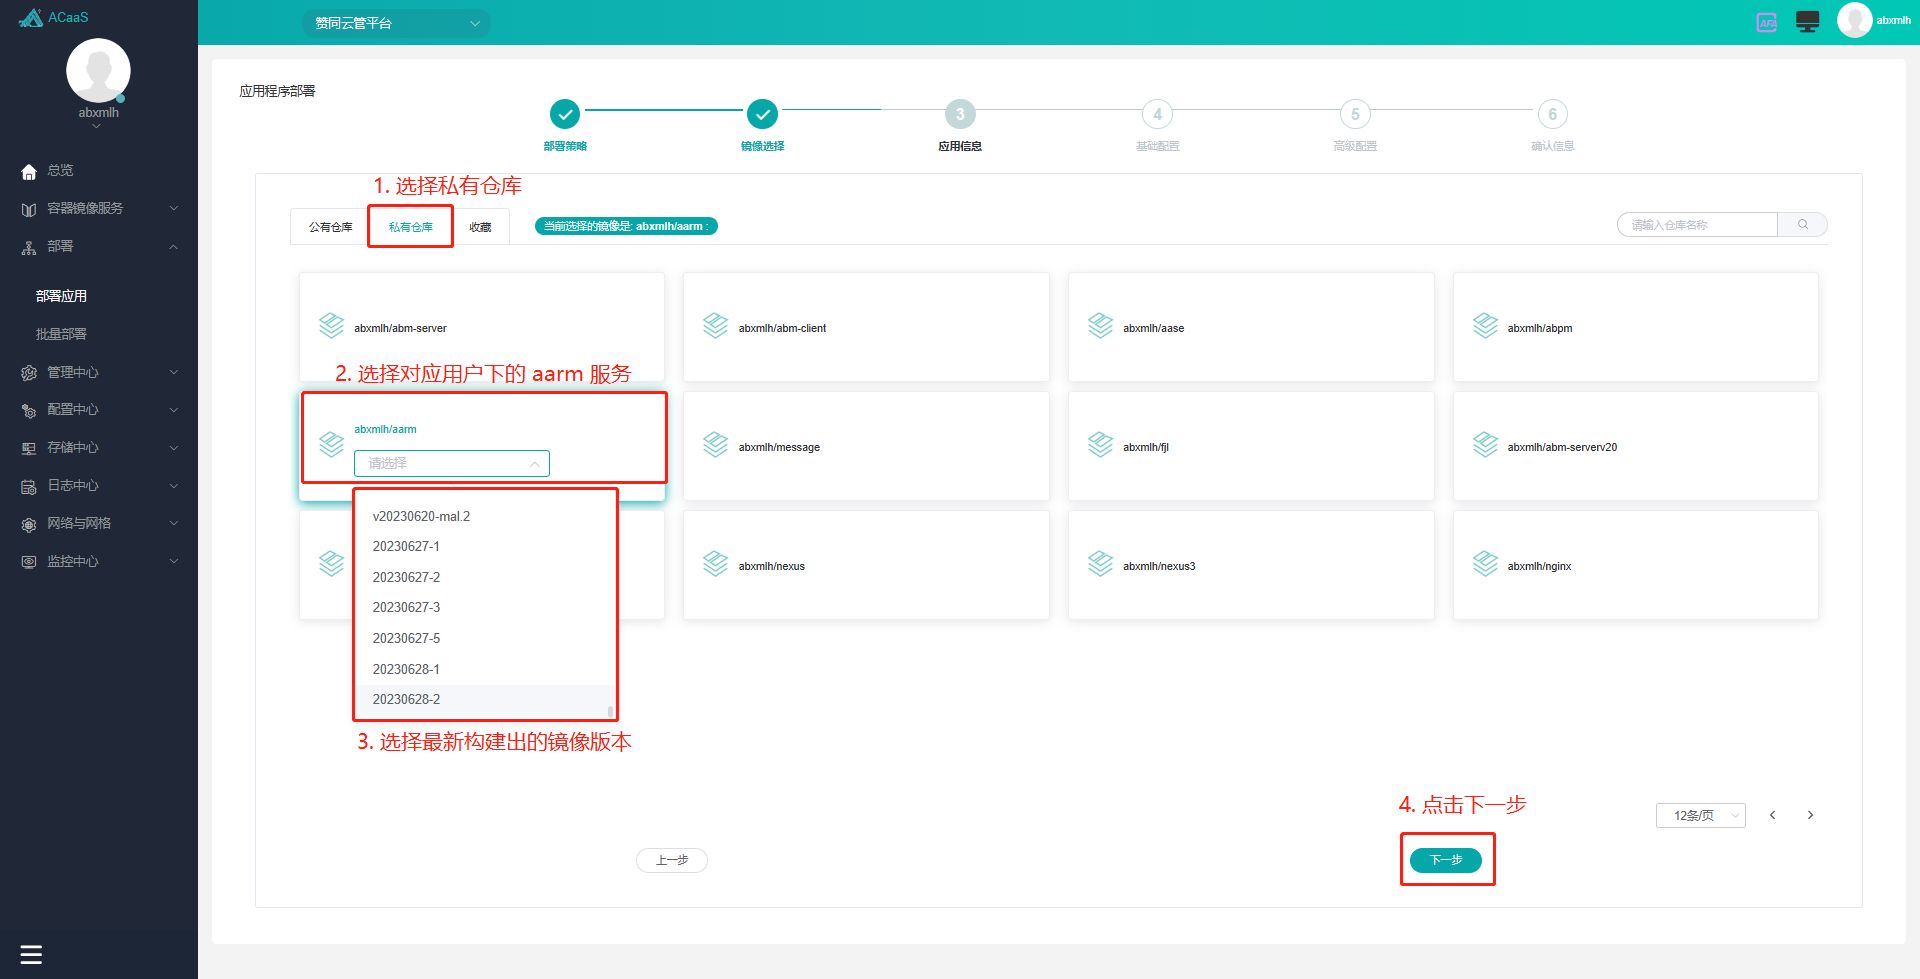 ACaaS
abxmlh
总览
容器镜像服务
部署
部署应用
批量部署
管理中心
配置中心
存储中心
日志中心
网络与网格
监控中心
赞同云管平台
AFA
abxmlh
应用程序部署
3
4
5
6
部署策略
镜像选择
应用信息
基础配置
高级配置
确认信息
1. 选择私有仓库
公有仓库
私有仓库
收藏
当前选择的镜像是: abxmlh/aarm :
请输入仓库名称
abxmlh/abm-server
abxmlh/abm-client
abxmlh/aase
abxmlh/abpm
2. 选择对应用户下的 aarm 服务
abxmlh/aarm
请选择
abxmlh/message
abxmlh/fjl
abxmlh/abm-serverv20
v20230620-mal.2
20230627-1
20230627-2
20230627-3
20230627-5
20230628-1
20230628-2
abxmlh/nexus
abxmlh/nexus3
abxmlh/nginx
3. 选择最新构建出的镜像版本
4. 点击下一步
12条/页
上一步
下一步